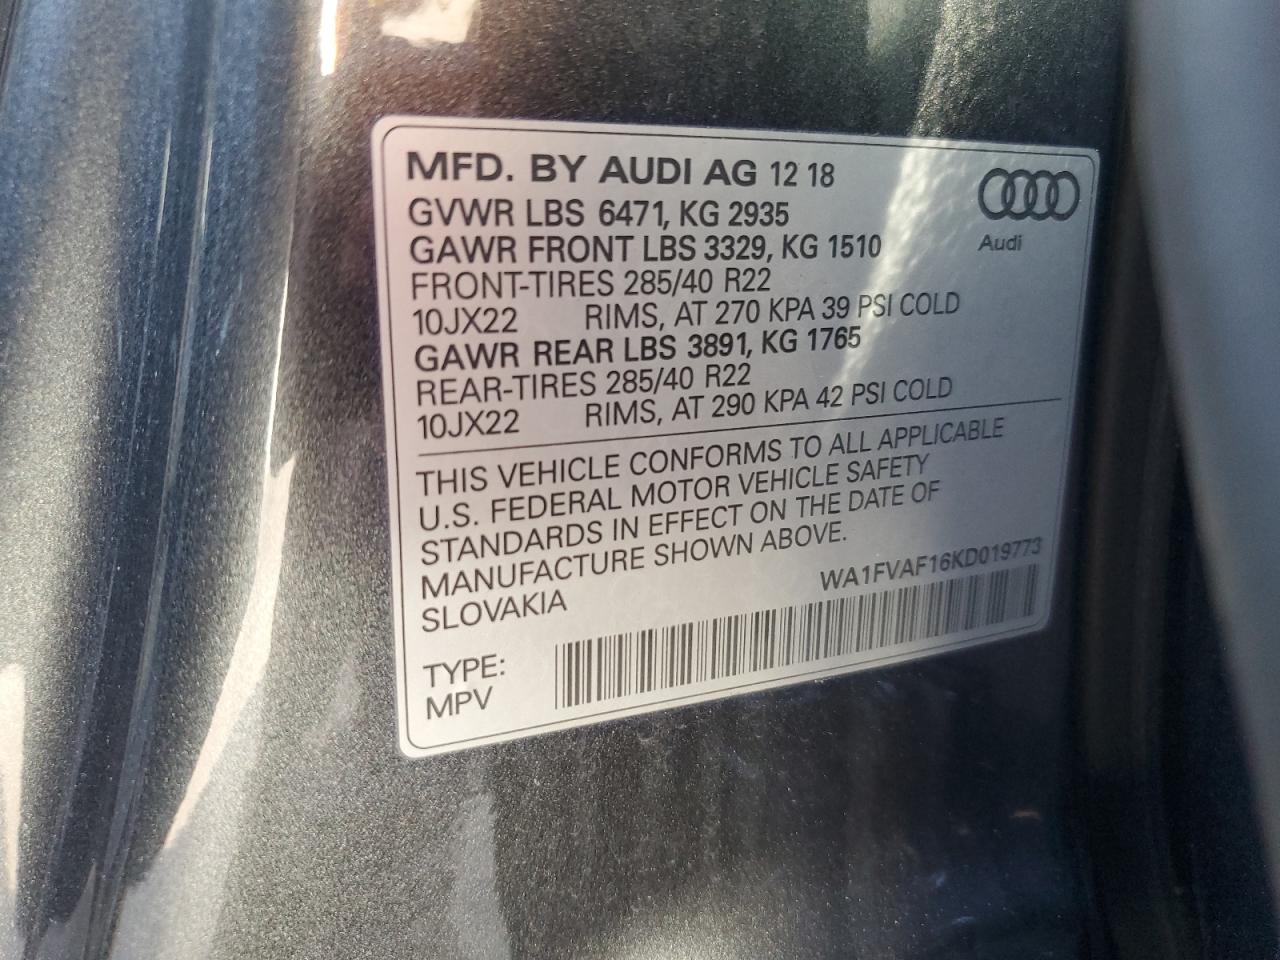 MFD. BY AUDI AG 12 18
GVWR LBS 6471, KG 2935
GAWR FRONT LBS 3329, KG 1510
FRONT-TIRES 285/40 R22
10JX22 RIMS, AT 270 KPA 39 PSI COLD
GAWR REAR LBS 3891, KG 1765
REAR-TIRES 285/40 R22
10JX22 RIMS, AT 290 KPA 42 PSI COLD
Audi
THIS VEHICLE CONFORMS TO ALL APPLICABLE
U.S. FEDERAL MOTOR VEHICLE SAFETY
STANDARDS IN EFFECT ON THE DATE OF
MANUFACTURE SHOWN ABOVE.
SLOVAKIA
WA1FVAF16KD019773
TYPE:
MPV